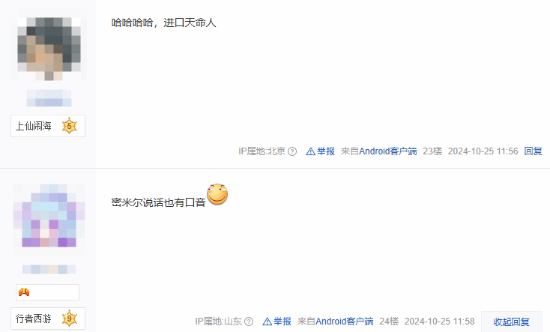 哈哈哈哈，进口天命人
上仙闹海 5
IP属地:北京 举报 来自Android客户端 23楼 2024-10-25 11:56 回复
密米尔说话也有口音
行者西游 9
IP属地:山东 举报 来自Android客户端 24楼 2024-10-25 11:58 收起回复